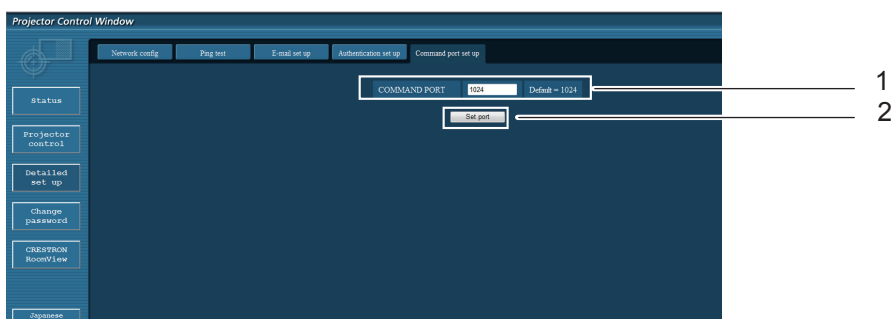 Projector Control Window
Network config Ping test E-mail set up Authentication set up Command port set up
COMMAND PORT 1024 Default = 1024 1
Set port 2
Status
Projector
control
Detailed
set up
Change
password
CRESTRON
RoomView
Japanese